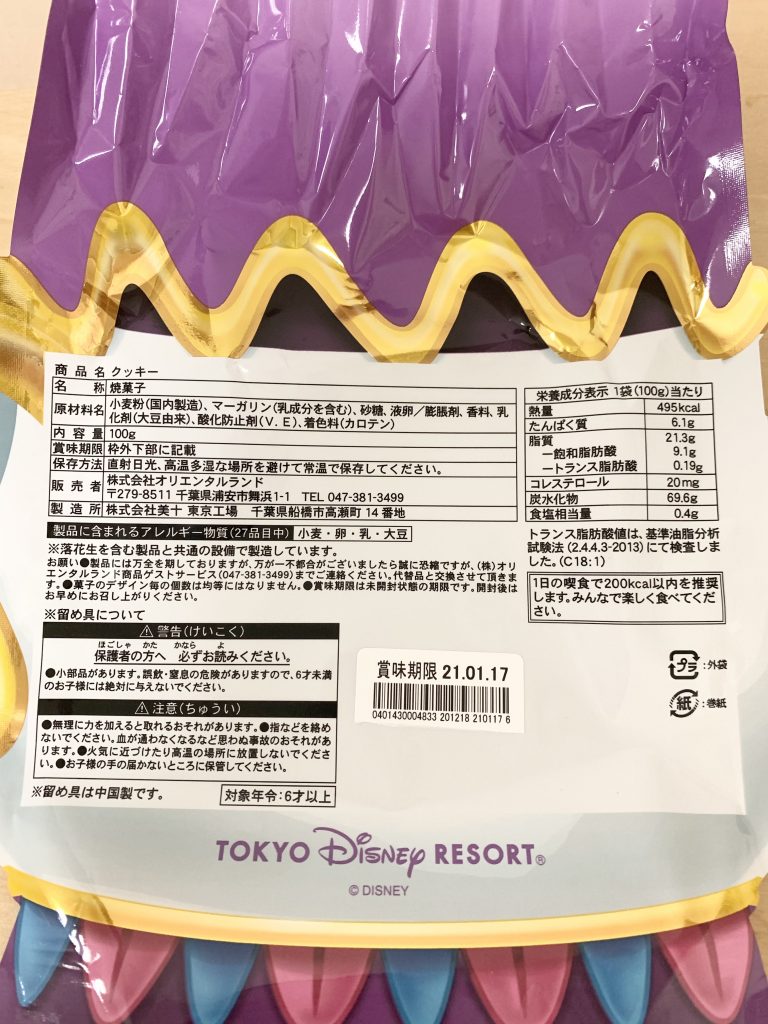 商品名 クッキー
名称 焼菓子
原材料名 小麦粉(国内製造)、マーガリン(乳成分を含む)、砂糖、液卵／膨脹剤、香料、乳
化剤(大豆由来)、酸化防止剤(V.E)、着色料(カロテン)
内容量 100g
賞味期限 枠外下部に記載
保存方法 直射日光、高温多湿な場所を避けて常温で保存してください。
販売者 株式会社オリエンタルランド
〒279-8511 千葉県浦安市舞浜1-1 TEL 047-381-3499
製造所 株式会社美十 東京工場 千葉県船橋市高瀬町 14 番地
製品に含まれるアレルギー物質(27品目中) 小麦・卵・乳・大豆
※落花生を含む製品と共通の設備で製造しています。
お願い●製品には万全を期しておりますが、万が一不都合がございましたら誠に恐縮ですが、(株)オリ
エンタルランド商品ゲストサービス(047-381-3499)までご連絡ください。代替品と交換させて頂きま
す。●菓子のデザイン毎の個数は均等にはなりません。●賞味期限は未開封状態の期限です。開封後は
お早めにお召し上がりください。
※留め具について
⚠警告(けいこく)
ほごしゃ かた かなら よ
保護者の方へ 必ずお読みください。
●小部品があります。誤飲・窒息の危険がありますので、6才未満
のお子様には絶対に与えないでください。
⚠注意(ちゅうい)
●無理に力を加えると取れるおそれがあります。●指などを絡め
ないでください。血が通わなくなるなど思わぬ事故のおそれがあ
ります。●火気に近づけたり高温の場所に放置しないでくださ
い。●お子様の手の届かないところに保管してください。
※留め具は中国製です。
対象年令:6才以上
栄養成分表示 1袋(100g)当たり
熱量 495kcal
たんぱく質 6.1g
脂質 21.3g
－飽和脂肪酸 9.1g
－トランス脂肪酸 0.19g
コレステロール 20mg
炭水化物 69.6g
食塩相当量 0.4g
トランス脂肪酸値は、基準油脂分析
試験法(2.4.4.3-2013)にて検査しま
した。(C18:1)
1日の喫食で200kcal以内を推奨
します。みんなで楽しく食べてくだ
さい。
プラ :外袋
紙 :巻紙
賞味期限 21.01.17
0401430004833 201218 210117 6
TOKYO Disney RESORT®
© DISNEY